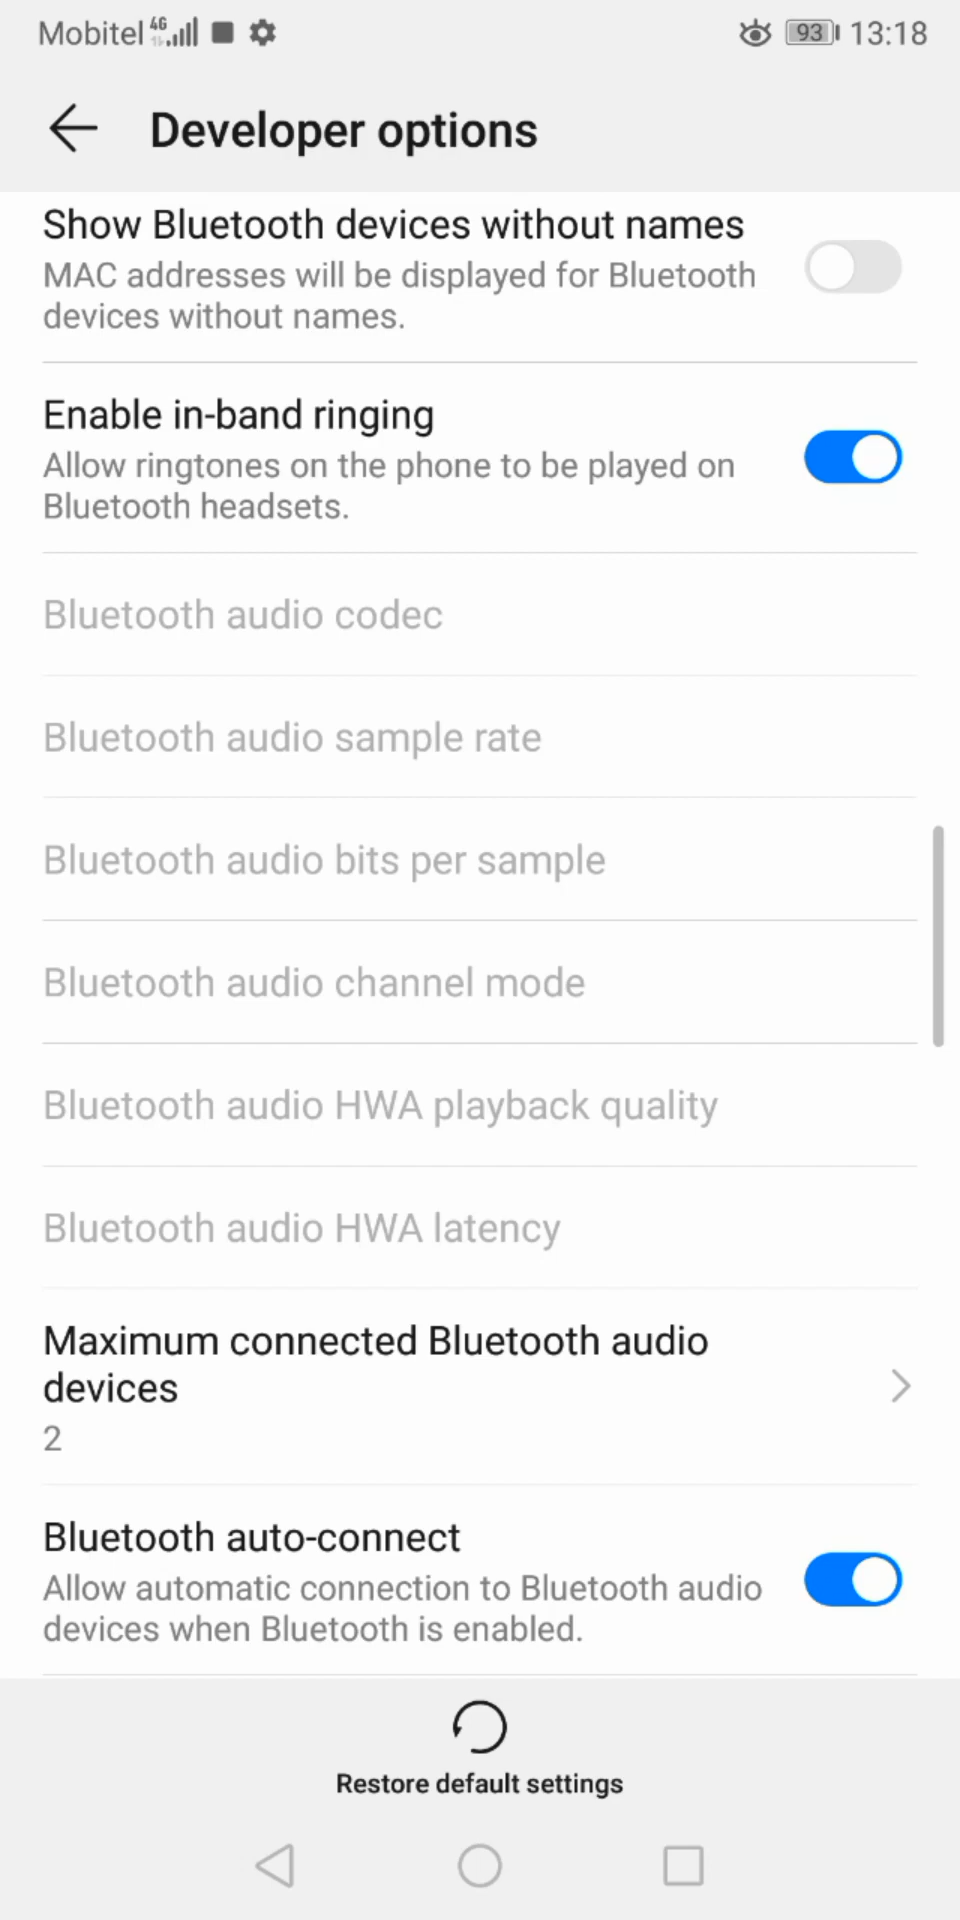 Mobitel 4G 93 13:18
Developer options
Show Bluetooth devices without names
MAC addresses will be displayed for Bluetooth
devices without names.
Enable in-band ringing
Allow ringtones on the phone to be played on
Bluetooth headsets.
Bluetooth audio codec
Bluetooth audio sample rate
Bluetooth audio bits per sample
Bluetooth audio channel mode
Bluetooth audio HWA playback quality
Bluetooth audio HWA latency
Maximum connected Bluetooth audio
devices
2
Bluetooth auto-connect
Allow automatic connection to Bluetooth audio
devices when Bluetooth is enabled.
Restore default settings